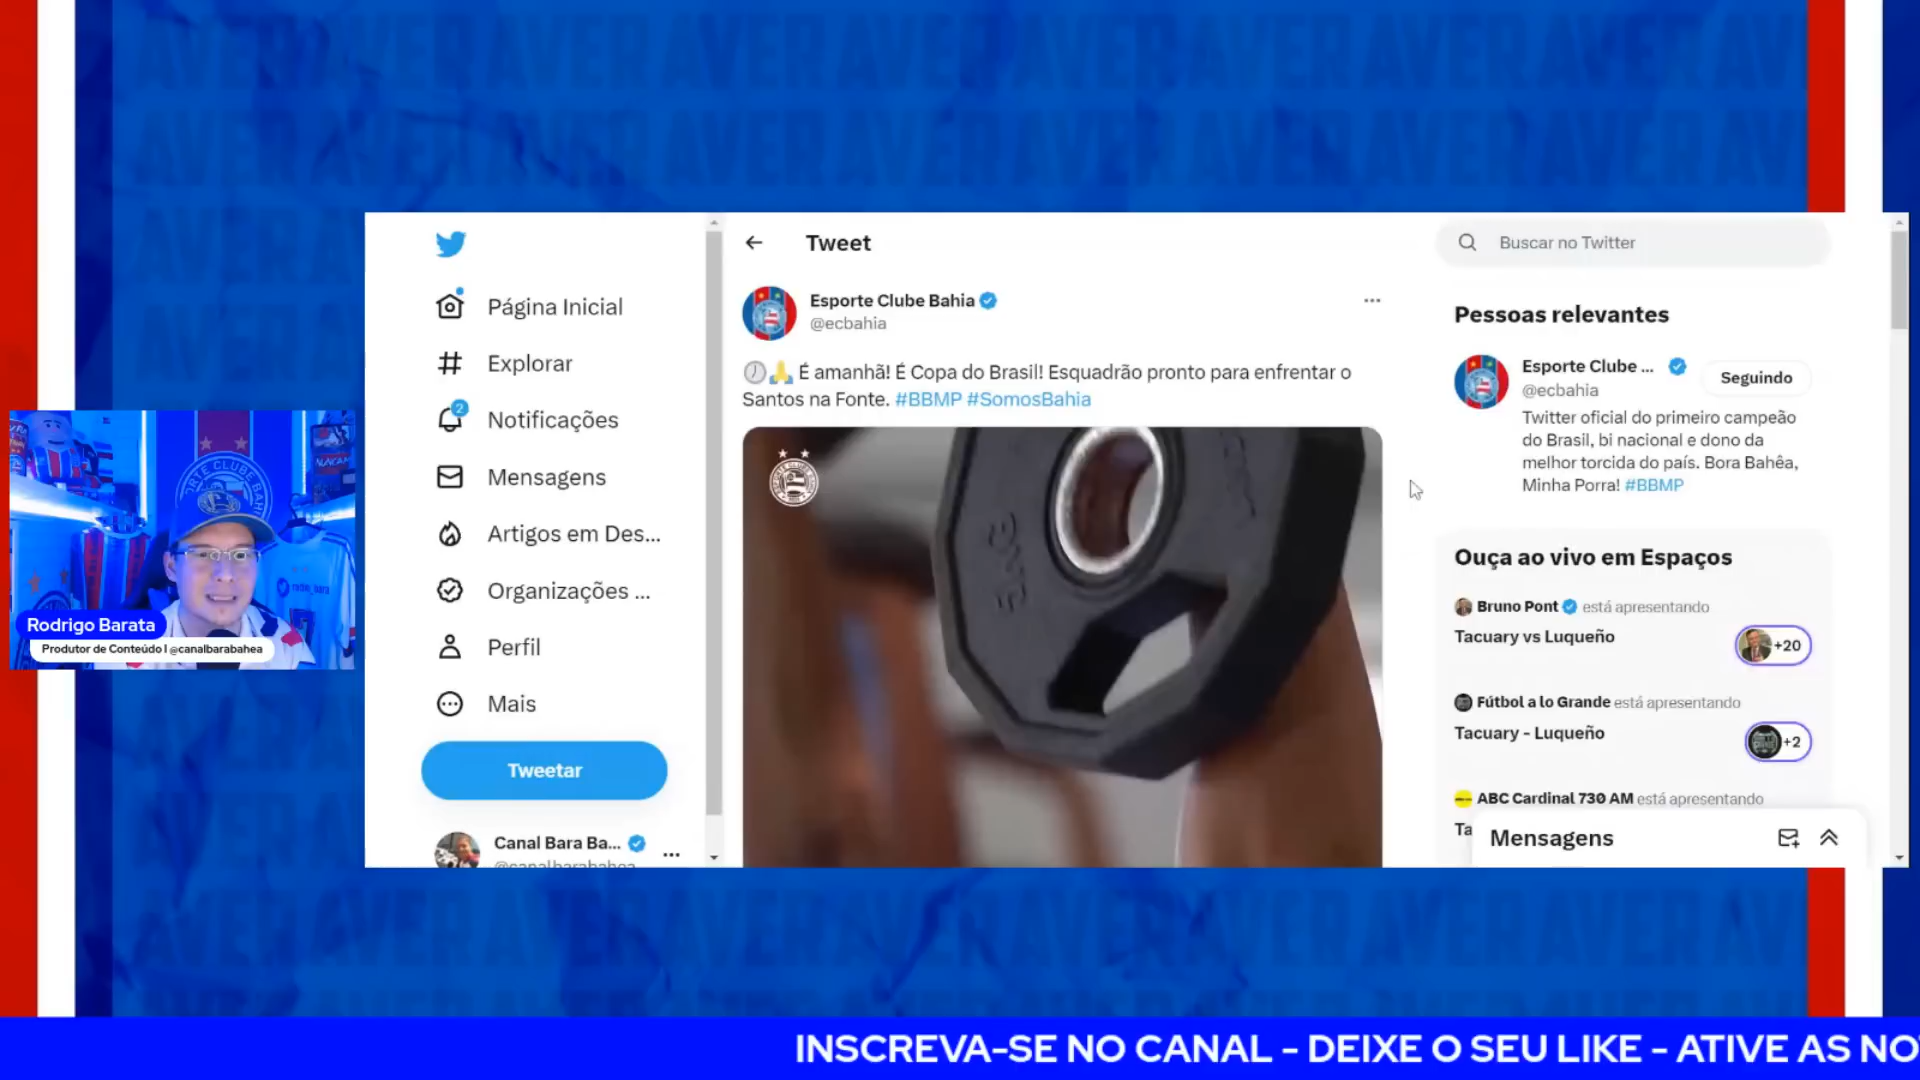 Tweet
Buscar no Twitter
Página Inicial
Explorar
2
Notificações
Mensagens
Artigos em Des...
Organizações ...
Perfil
Mais
Tweetar
Canal Bara Ba...
@canalbarabahea
Esporte Clube Bahia
@ecbahia
É amanhã! É Copa do Brasil! Esquadrão pronto para enfrentar o
Santos na Fonte. #BBMP #SomosBahia
Pessoas relevantes
Esporte Clube ...
@ecbahia
Seguindo
Twitter oficial do primeiro campeão
do Brasil, bi nacional e dono da
melhor torcida do país. Bora Bahêa,
Minha Porra! #BBMP
Ouça ao vivo em Espaços
Bruno Pont está apresentando
Tacuary vs Luqueño
+20
Fútbol a lo Grande está apresentando
Tacuary - Luqueño
+2
ABC Cardinal 730 AM está apresentando
Ta
Mensagens
Rodrigo Barata
Produtor de Conteúdo | @canalbarabahea
INSCREVA-SE NO CANAL - DEIXE O SEU LIKE - ATIVE AS NO